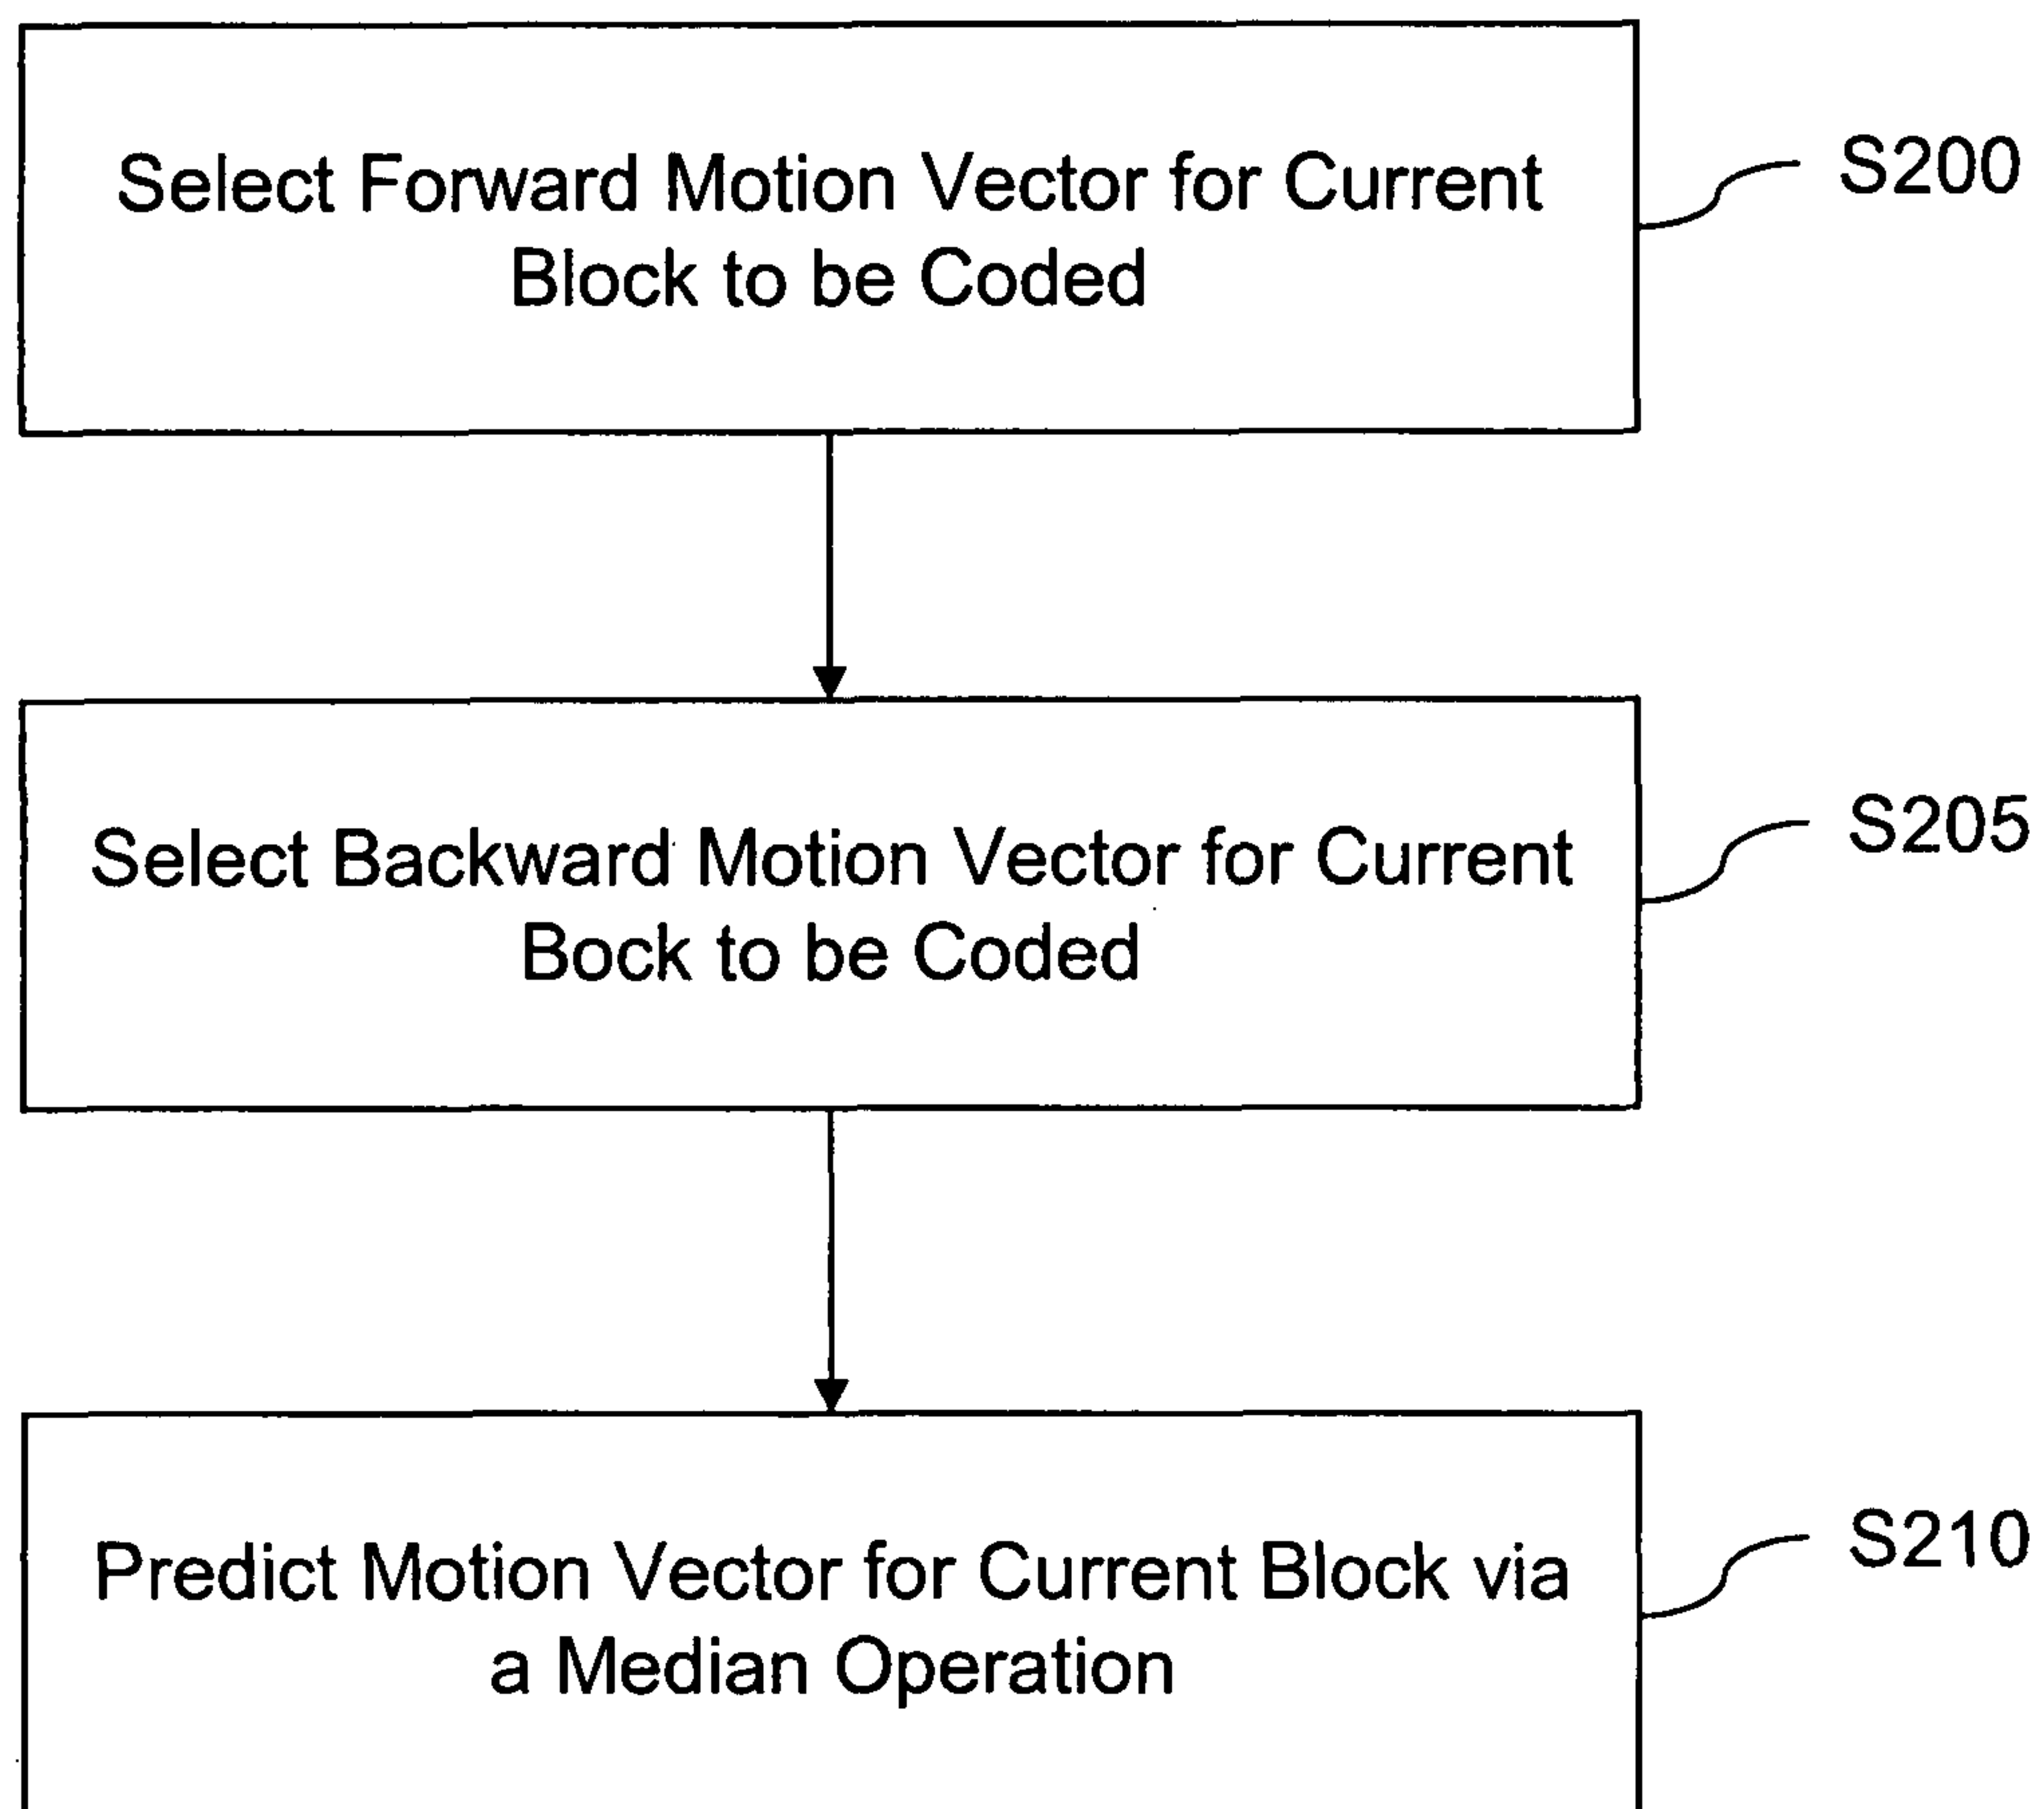 Select Forward Motion Vector for Current
Block to be Coded
S200
Select Backward Motion Vector for Current
Bock to be Coded
S205
Predict Motion Vector for Current Block via
a Median Operation
S210